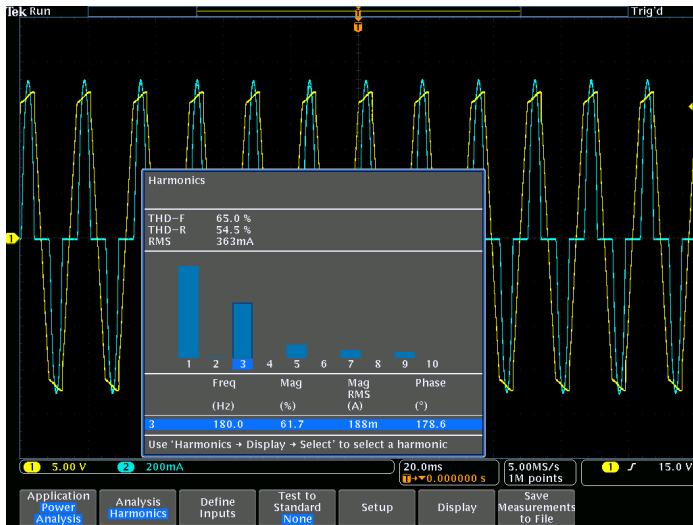 Tek Run Trig'd
T
T
1
Harmonics
THD-F 65.0 %
THD-R 54.5 %
RMS 363mA
1 2 3 4 5 6 7 8 9 10
Freq Mag Mag Phase
RMS
(Hz) (%) (A) (°)
3 180.0 61.7 188m 178.6
Use 'Harmonics → Display → Select' to select a harmonic
1 5.00 V 2 200mA 20.0ms 5.00MS/s 1 15.0 V
T→▼0.000000 s 1M points
Application Power Analysis
Analysis Harmonics
Define Inputs
Test to Standard None
Setup
Display
Save Measurements to File